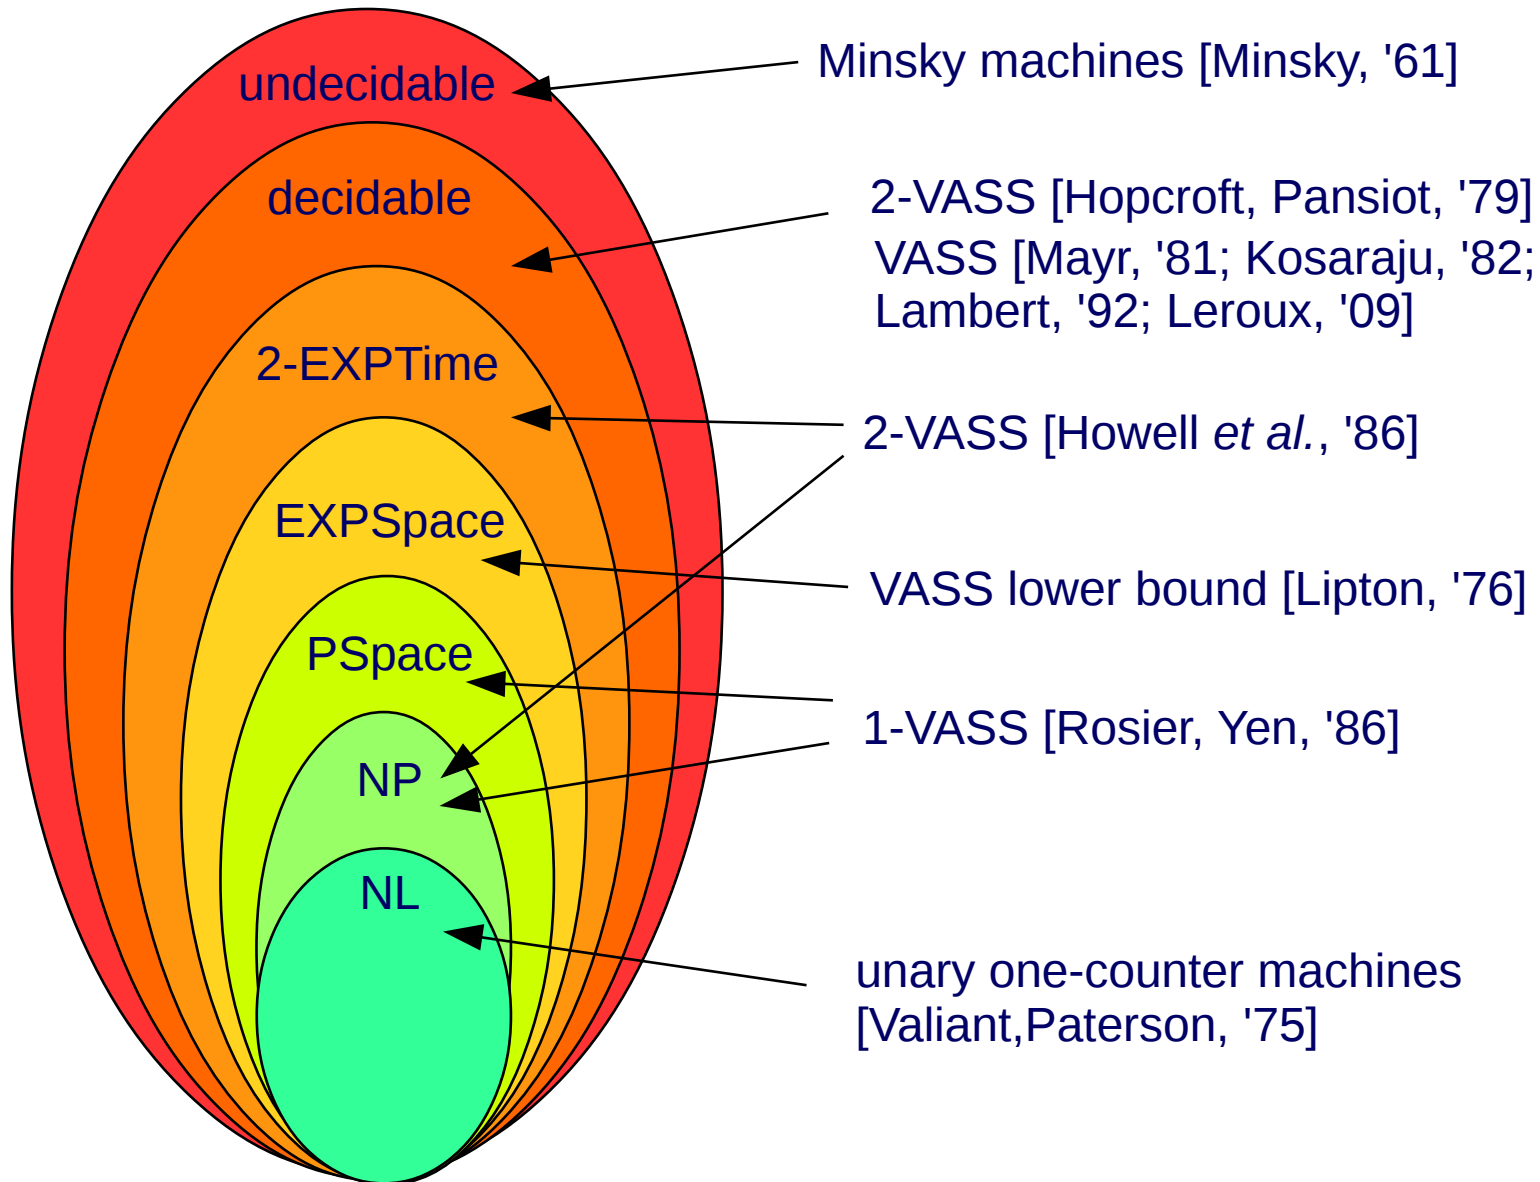 undecidable
Minsky machines [Minsky, '61]
decidable
2-VASS [Hopcroft, Pansiot, '79]
VASS [Mayr, '81; Kosaraju, '82;
Lambert, '92; Leroux, '09]
2-EXPTime
2-VASS [Howell et al., '86]
EXPSpace
VASS lower bound [Lipton, '76]
PSpace
1-VASS [Rosier, Yen, '86]
NP
NL
unary one-counter machines
[Valiant,Paterson, '75]